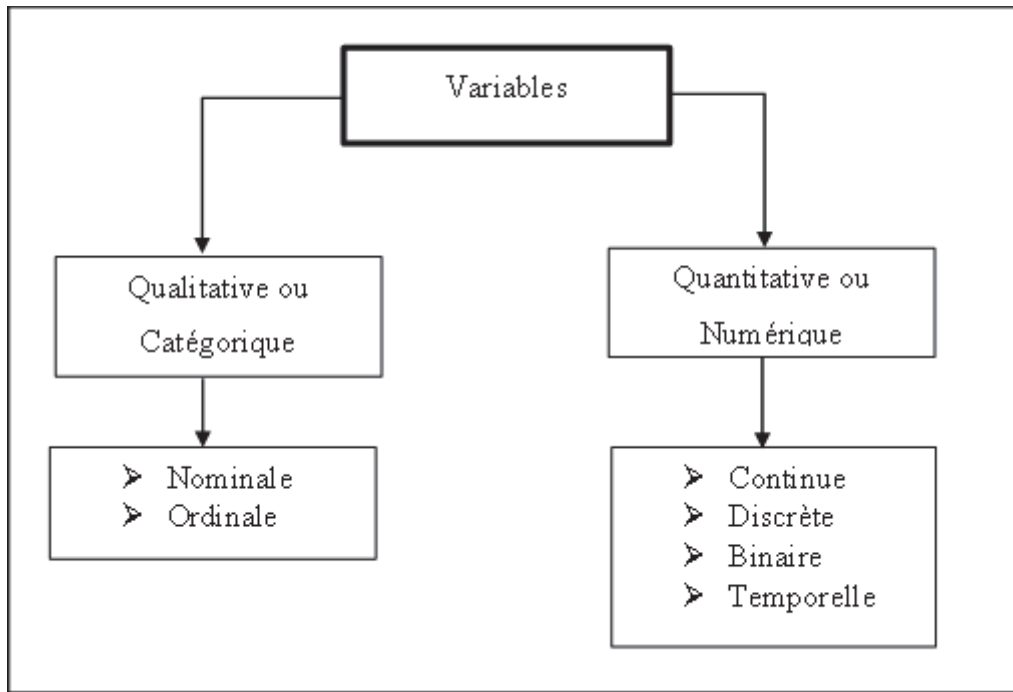 Variables
Qualitative ou
Catégorique
Quantitative ou
Numérique
➢ Nominale
➢ Ordinale
➢ Continue
➢ Discrète
➢ Binaire
➢ Temporelle